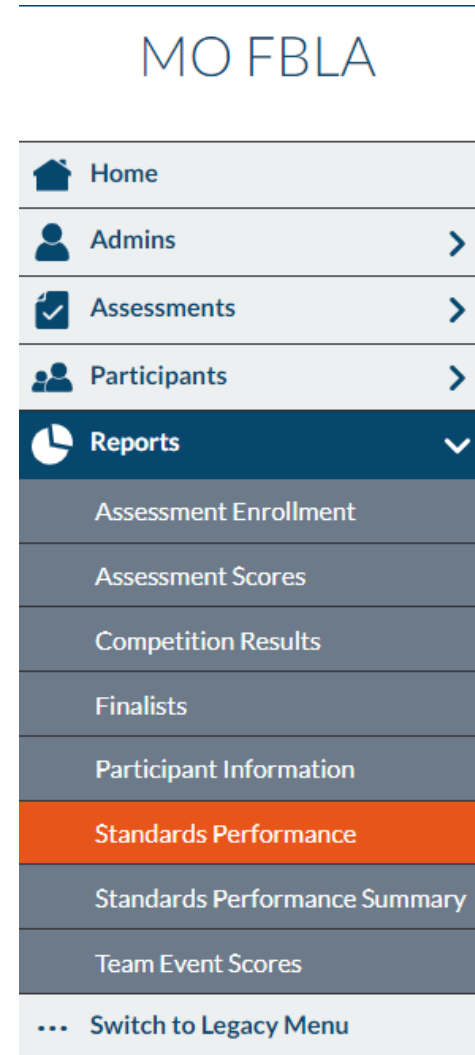 MO FBLA
Home
Admins
Assessments
Participants
Reports
Assessment Enrollment
Assessment Scores
Competition Results
Finalists
Participant Information
Standards Performance
Standards Performance Summary
Team Event Scores
Switch to Legacy Menu